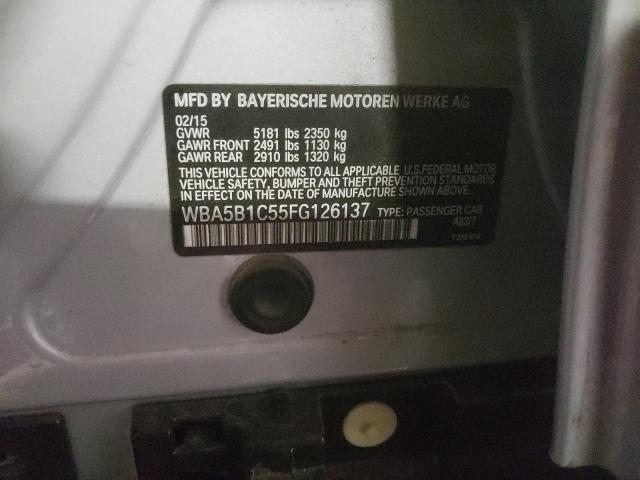 MFD BY BAYERISCHE MOTOREN WERKE AG
02/15
GVWR 5181 lbs 2350 kg
GAWR FRONT 2491 lbs 1130 kg
GAWR REAR 2910 lbs 1320 kg
THIS VEHICLE CONFORMS TO ALL APPLICABLE U.S.FEDERAL MOTOR
VEHICLE SAFETY, BUMPER AND THEFT PREVENTION STANDARDS
IN EFFECT ON THE DATE OF MANUFACTURE SHOWN ABOVE.
WBA5B1C55FG126137 TYPE: PASSENGER CAR
A83/7